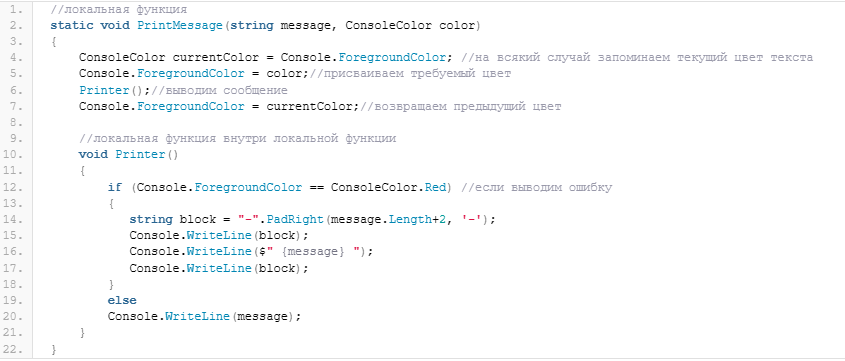 1. //локальная функция
2. static void PrintMessage(string message, ConsoleColor color)
3. {
4.     ConsoleColor currentColor = Console.ForegroundColor; //на всякий случай запоминаем текущий цвет текста
5.     Console.ForegroundColor = color;//присваиваем требуемый цвет
6.     Printer();//выводим сообщение
7.     Console.ForegroundColor = currentColor;//возвращаем предыдущий цвет
8.
9.     //локальная функция внутри локальной функции
10.     void Printer()
11.     {
12.         if (Console.ForegroundColor == ConsoleColor.Red) //если выводим ошибку
13.         {
14.            string block = "-".PadRight(message.Length+2, '-');
15.            Console.WriteLine(block);
16.            Console.WriteLine($" {message} ");
17.            Console.WriteLine(block);
18.         }
19.         else
20.         Console.WriteLine(message);
21.     }
22. }